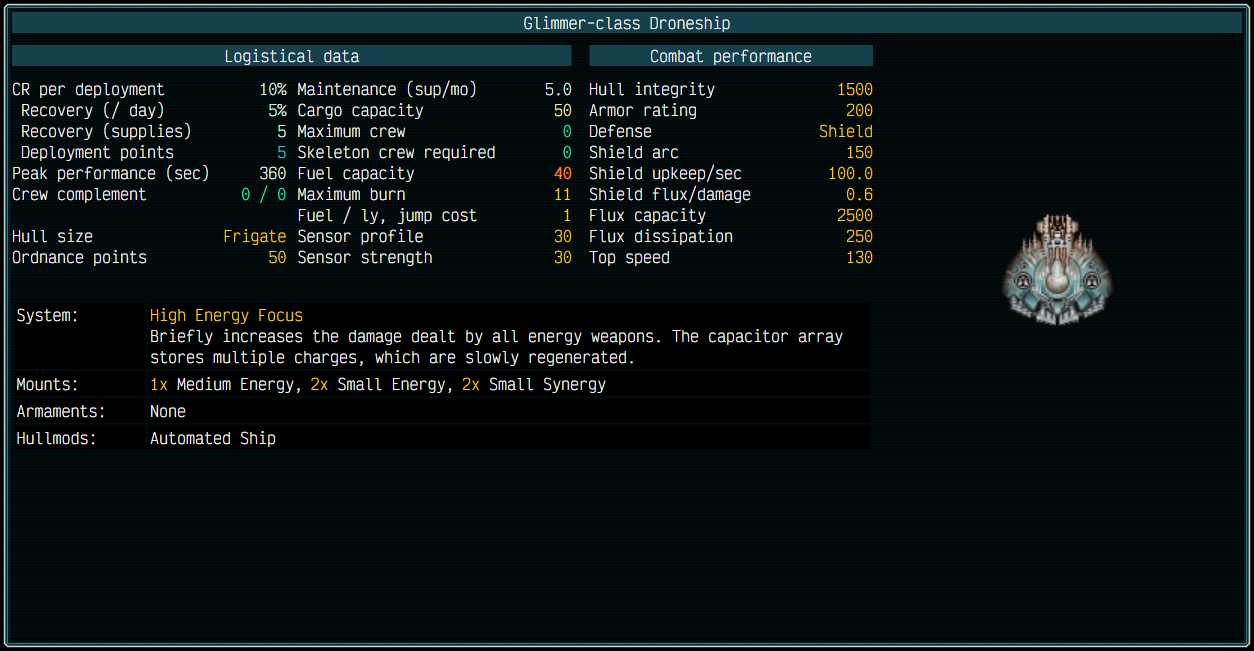 Glimmer-class Droneship
Logistical data Combat performance
CR per deployment 10% Maintenance (sup/mo) 5.0 Hull integrity 1500
Recovery (/ day) 5% Cargo capacity 50 Armor rating 200
Recovery (supplies) 5 Maximum crew 0 Defense Shield
Deployment points 5 Skeleton crew required 0 Shield arc 150
Peak performance (sec) 360 Fuel capacity 40 Shield upkeep/sec 100.0
Crew complement 0 / 0 Maximum burn 11 Shield flux/damage 0.6
Fuel / ly, jump cost 1 Flux capacity 2500
Hull size Frigate Sensor profile 30 Flux dissipation 250
Ordnance points 50 Sensor strength 30 Top speed 130
System: High Energy Focus
Briefly increases the damage dealt by all energy weapons. The capacitor array
stores multiple charges, which are slowly regenerated.
Mounts: 1x Medium Energy, 2x Small Energy, 2x Small Synergy
Armaments: None
Hullmods: Automated Ship